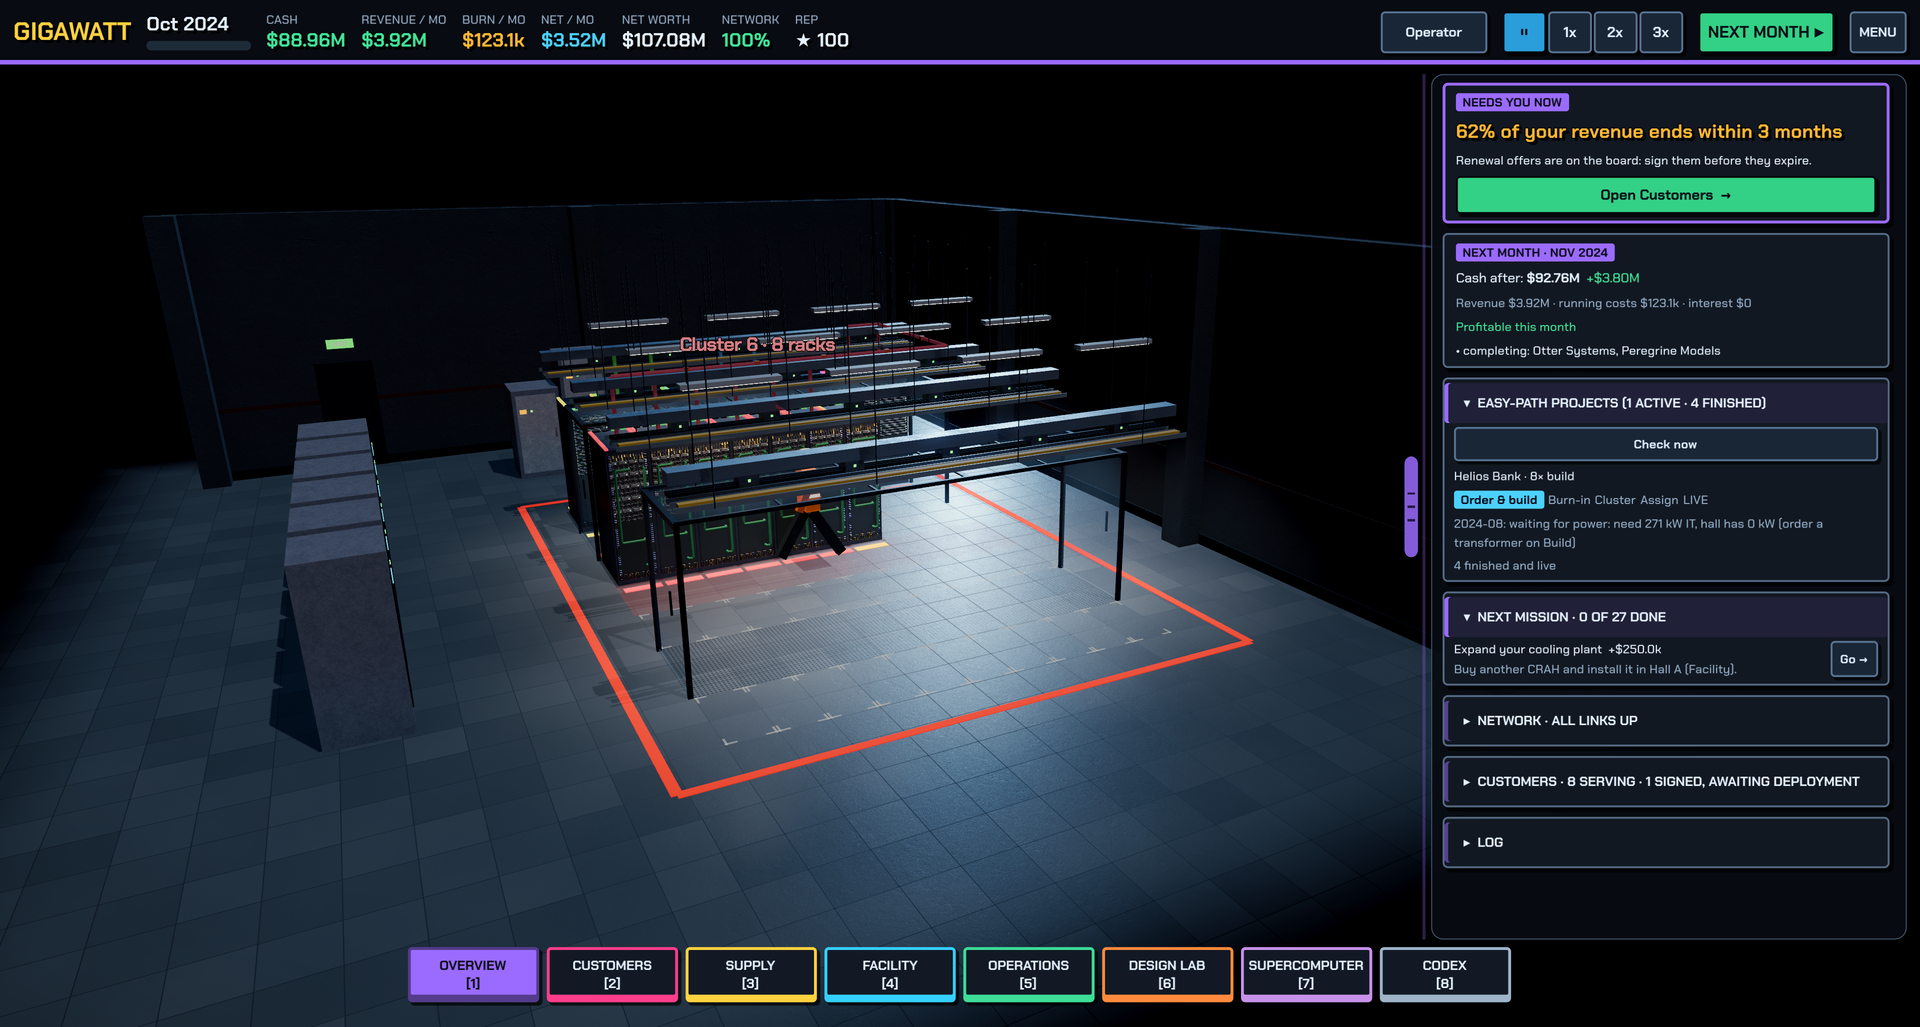 GIGAWATT
Oct 2024
CASH
$88.96M
REVENUE / MO
$3.92M
BURN / MO
$123.1k
NET / MO
$3.52M
NET WORTH
$107.08M
NETWORK
100%
REP
★ 100
Operator
1x
2x
3x
NEXT MONTH ▸
MENU
NEEDS YOU NOW
62% of your revenue ends within 3 months
Renewal offers are on the board: sign them before they expire.
Open Customers →
NEXT MONTH · NOV 2024
Cash after: $92.76M +$3.80M
Revenue $3.92M · running costs $123.1k · interest $0
Profitable this month
• completing: Otter Systems, Peregrine Models
▾ EASY-PATH PROJECTS (1 ACTIVE · 4 FINISHED)
Check now
Helios Bank · 8× build
Order & build Burn-in Cluster Assign LIVE
2024-08: waiting for power: need 271 kW IT, hall has 0 kW (order a
transformer on Build)
4 finished and live
▾ NEXT MISSION · 0 OF 27 DONE
Expand your cooling plant +$250.0k
Buy another CRAH and install it in Hall A (Facility).
Go →
▸ NETWORK · ALL LINKS UP
▸ CUSTOMERS · 8 SERVING · 1 SIGNED, AWAITING DEPLOYMENT
▸ LOG
Cluster 6 · 8 racks
OVERVIEW
[1]
CUSTOMERS
[2]
SUPPLY
[3]
FACILITY
[4]
OPERATIONS
[5]
DESIGN LAB
[6]
SUPERCOMPUTER
[7]
CODEX
[8]